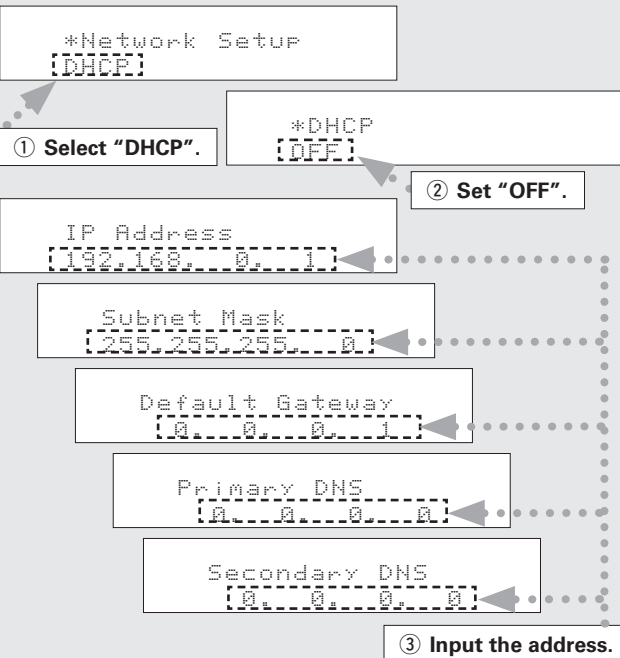 *Network Setup
DHCP
① Select “DHCP”.
*DHCP
OFF
② Set “OFF”.
IP Address
192.168. 0. 1
Subnet Mask
255.255.255. 0
Default Gateway
0. 0. 0. 1
Primary DNS
0. 0. 0. 0
Secondary DNS
0. 0. 0. 0
③ Input the address.